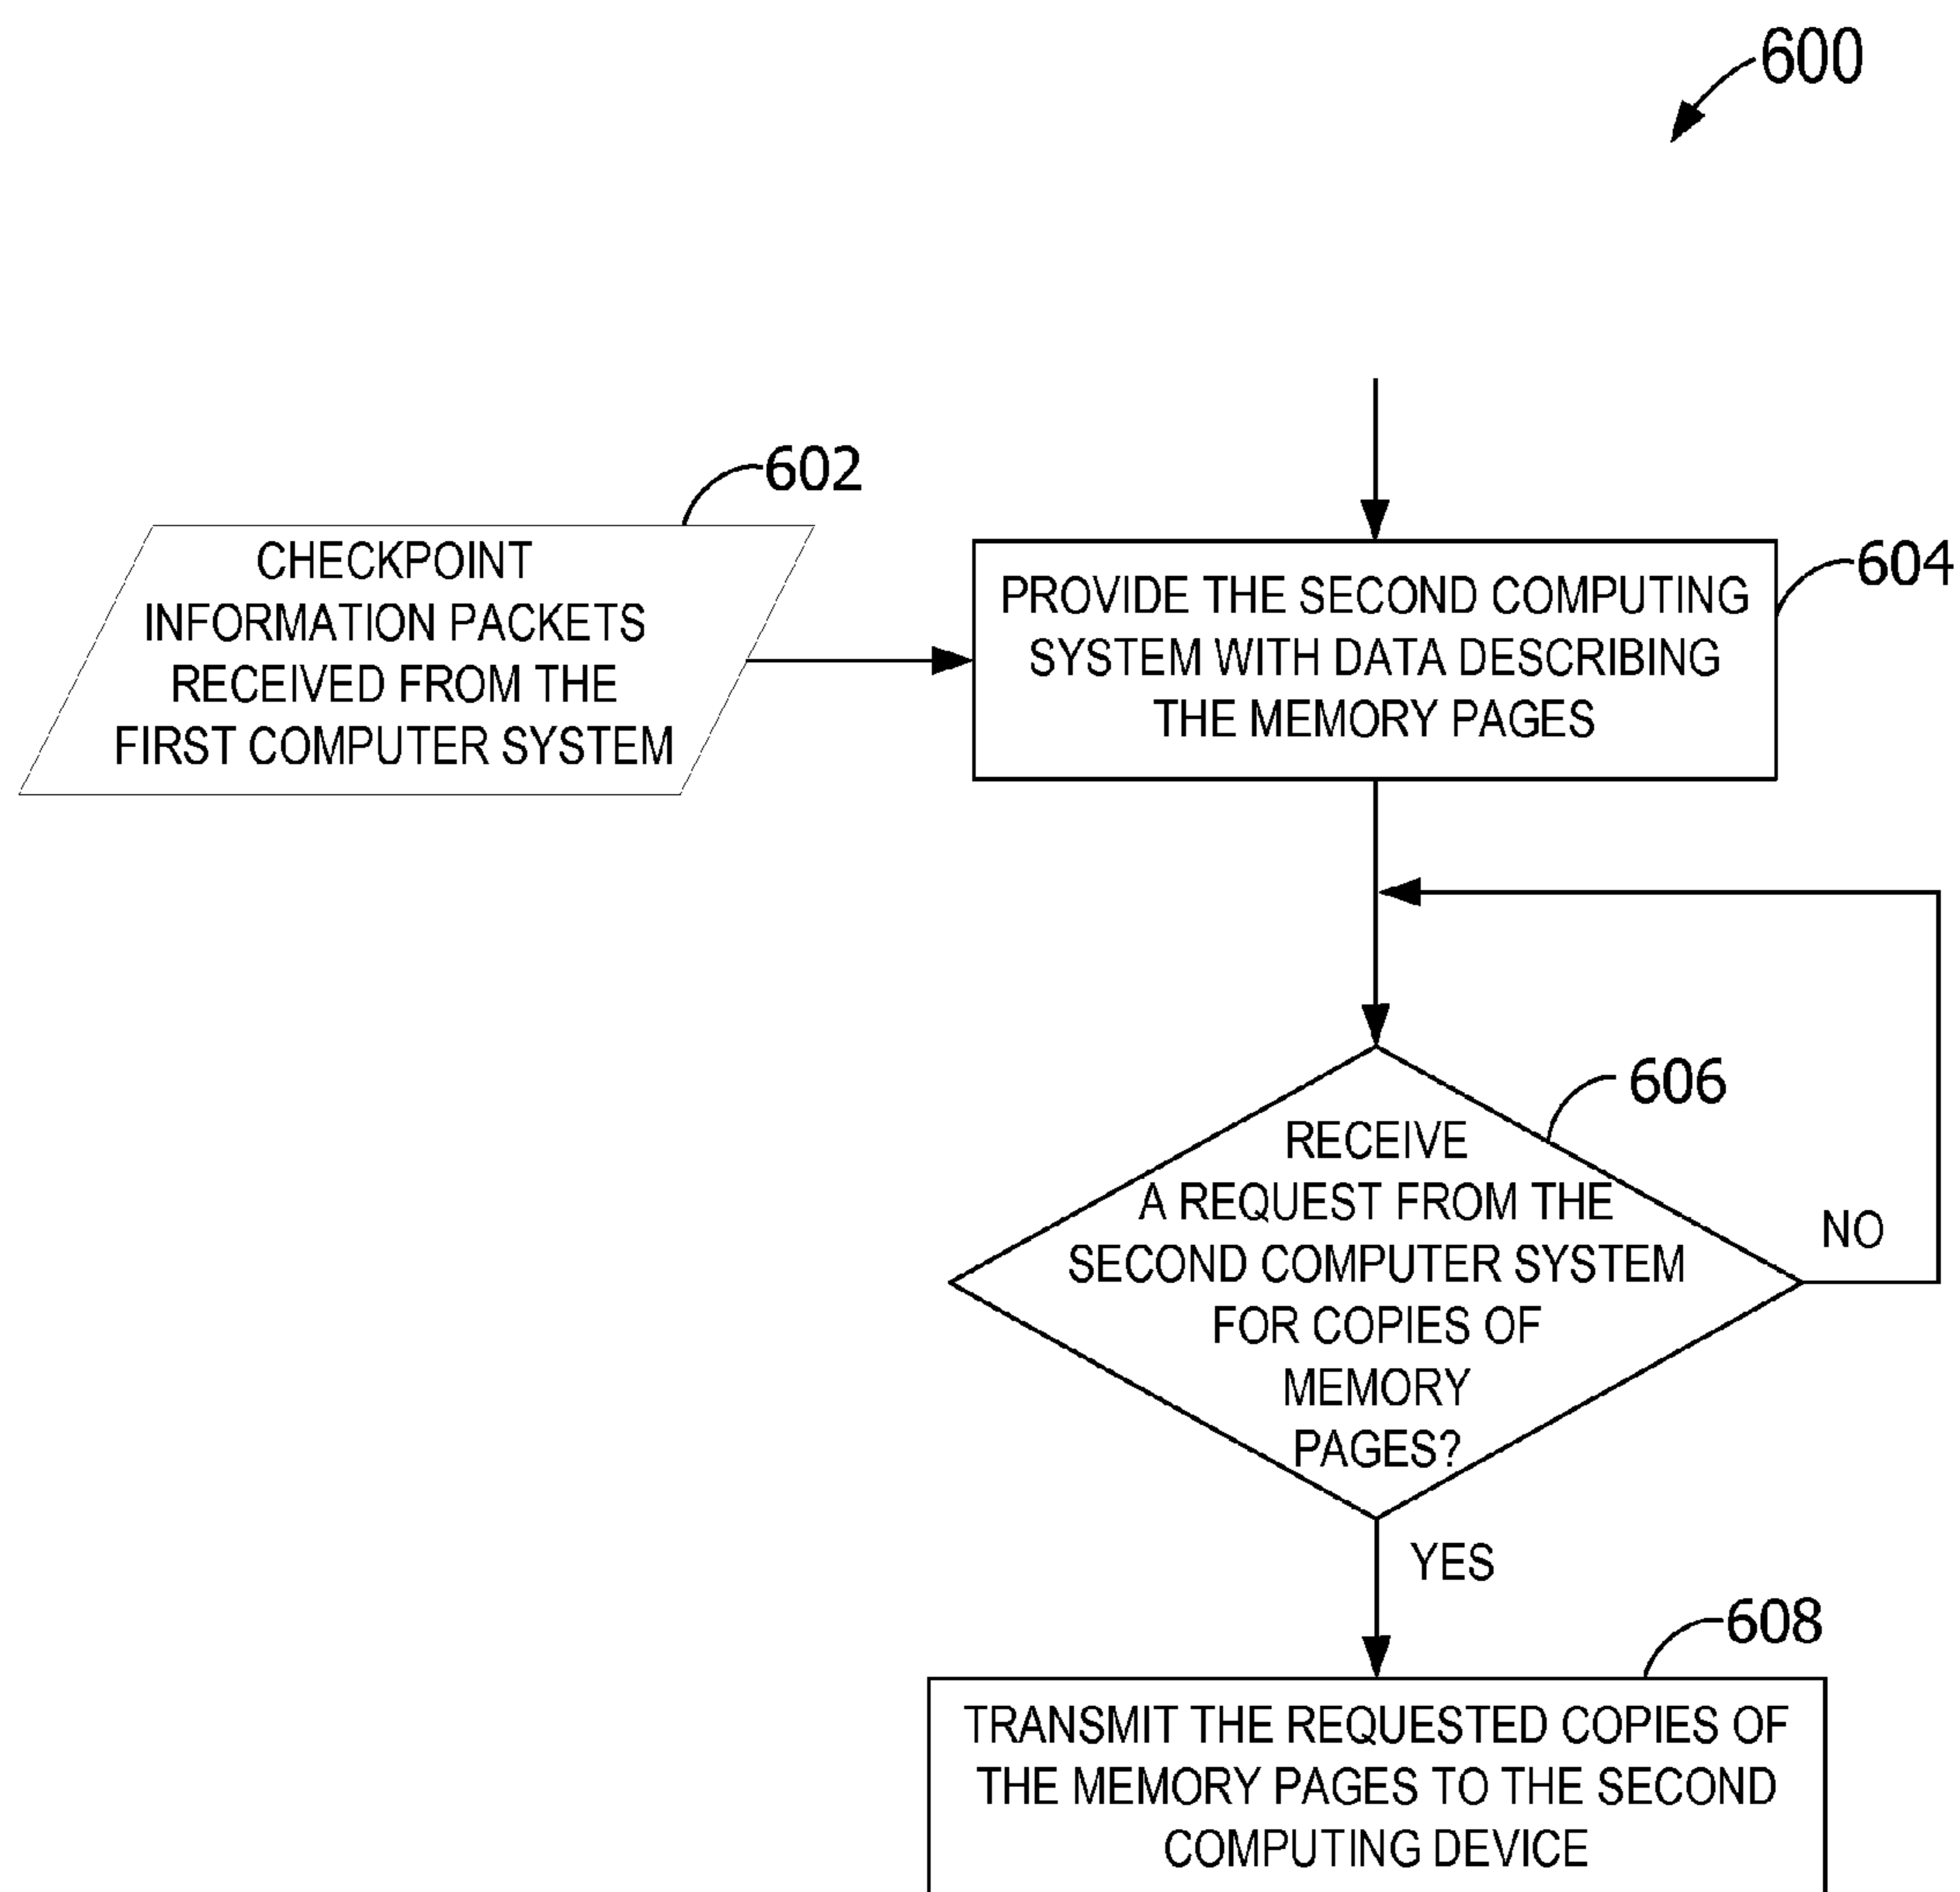 600
602
CHECKPOINT
INFORMATION PACKETS
RECEIVED FROM THE
FIRST COMPUTER SYSTEM
604
PROVIDE THE SECOND COMPUTING
SYSTEM WITH DATA DESCRIBING
THE MEMORY PAGES
606
RECEIVE
A REQUEST FROM THE
SECOND COMPUTER SYSTEM
FOR COPIES OF
MEMORY
PAGES?
NO
YES
608
TRANSMIT THE REQUESTED COPIES OF
THE MEMORY PAGES TO THE SECOND
COMPUTING DEVICE